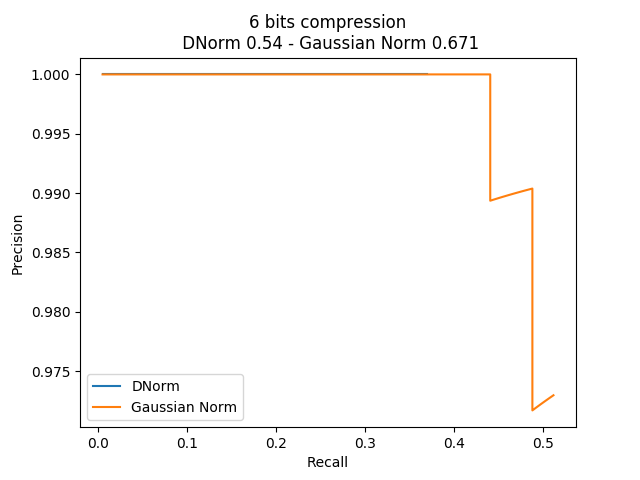 6 bits compression
DNorm 0.54 - Gaussian Norm 0.671
1.000
0.995
0.990
0.985
0.980
0.975
Precision
DNorm
Gaussian Norm
0.0 0.1 0.2 0.3 0.4 0.5
Recall